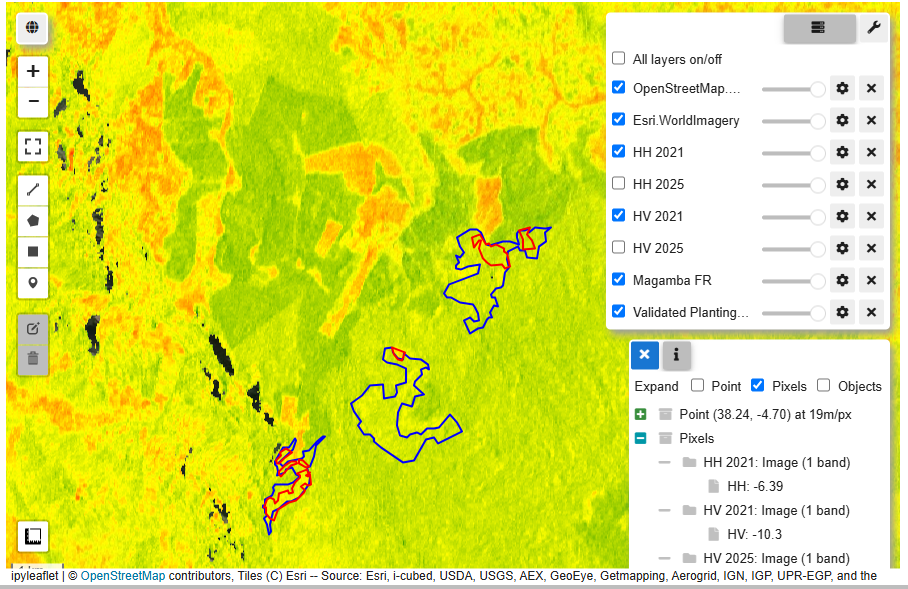 All layers on/off
OpenStreetMap....
Esri.WorldImagery
HH 2021
HH 2025
HV 2021
HV 2025
Magamba FR
Validated Planting...
Expand Point Pixels Objects
Point (38.24, -4.70) at 19m/px
Pixels
HH 2021: Image (1 band)
HH: -6.39
HV 2021: Image (1 band)
HV: -10.3
HV 2025: Image (1 band)
ipyleaflet | © OpenStreetMap contributors, Tiles (C) Esri -- Source: Esri, i-cubed, USDA, USGS, AEX, GeoEye, Getmapping, Aerogrid, IGN, IGP, UPR-EGP, and the